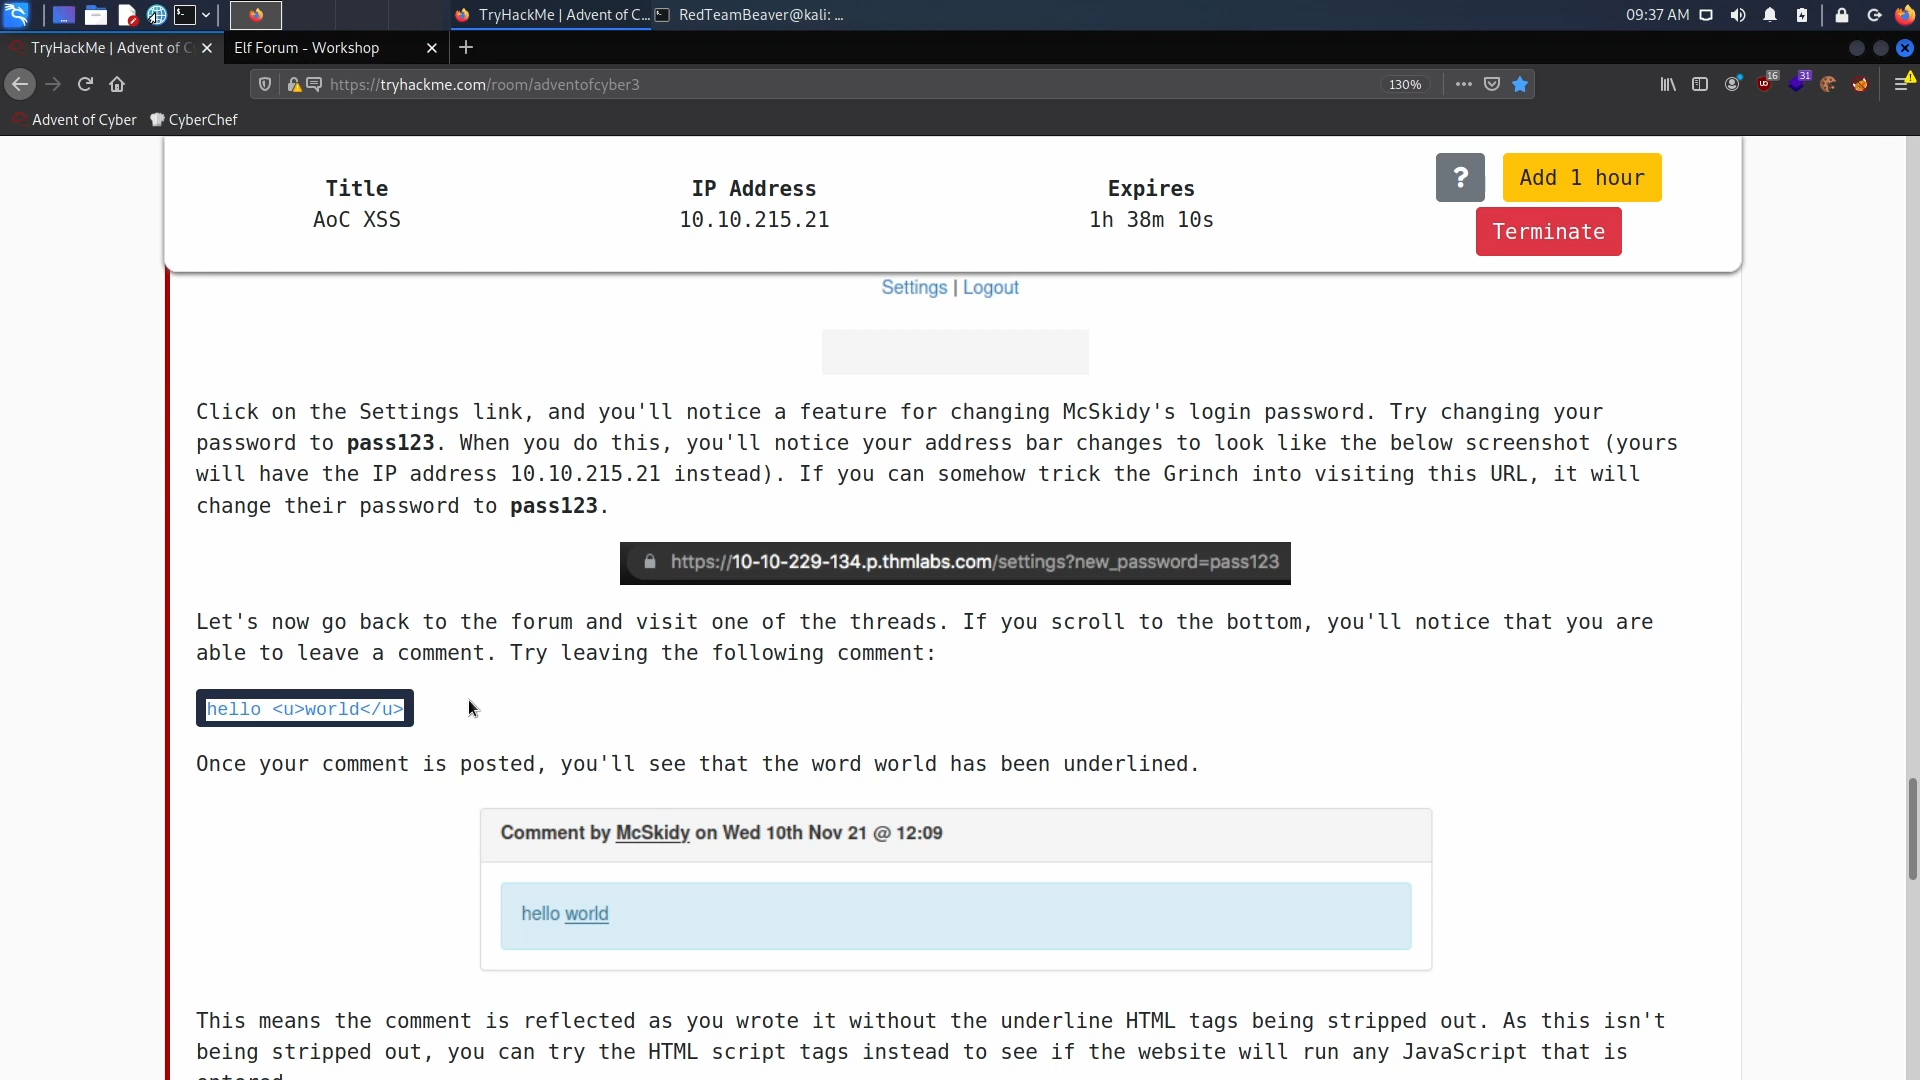 TryHackMe | Advent of C...
RedTeamBeaver@kali: ...
09:37 AM
TryHackMe | Advent of C
Elf Forum - Workshop
https://tryhackme.com/room/adventofcyber3
130%
16
31
Advent of Cyber
CyberChef
Title
IP Address
Expires
?
Add 1 hour
AoC XSS
10.10.215.21
1h 38m 10s
Terminate
Settings | Logout
Click on the Settings link, and you'll notice a feature for changing McSkidy's login password. Try changing your
password to pass123. When you do this, you'll notice your address bar changes to look like the below screenshot (yours
will have the IP address 10.10.215.21 instead). If you can somehow trick the Grinch into visiting this URL, it will
change their password to pass123.
https://10-10-229-134.p.thmlabs.com/settings?new_password=pass123
Let's now go back to the forum and visit one of the threads. If you scroll to the bottom, you'll notice that you are
able to leave a comment. Try leaving the following comment:
hello <u>world</u>
Once your comment is posted, you'll see that the word world has been underlined.
Comment by McSkidy on Wed 10th Nov 21 @ 12:09
hello world
This means the comment is reflected as you wrote it without the underline HTML tags being stripped out. As this isn't
being stripped out, you can try the HTML script tags instead to see if the website will run any JavaScript that is